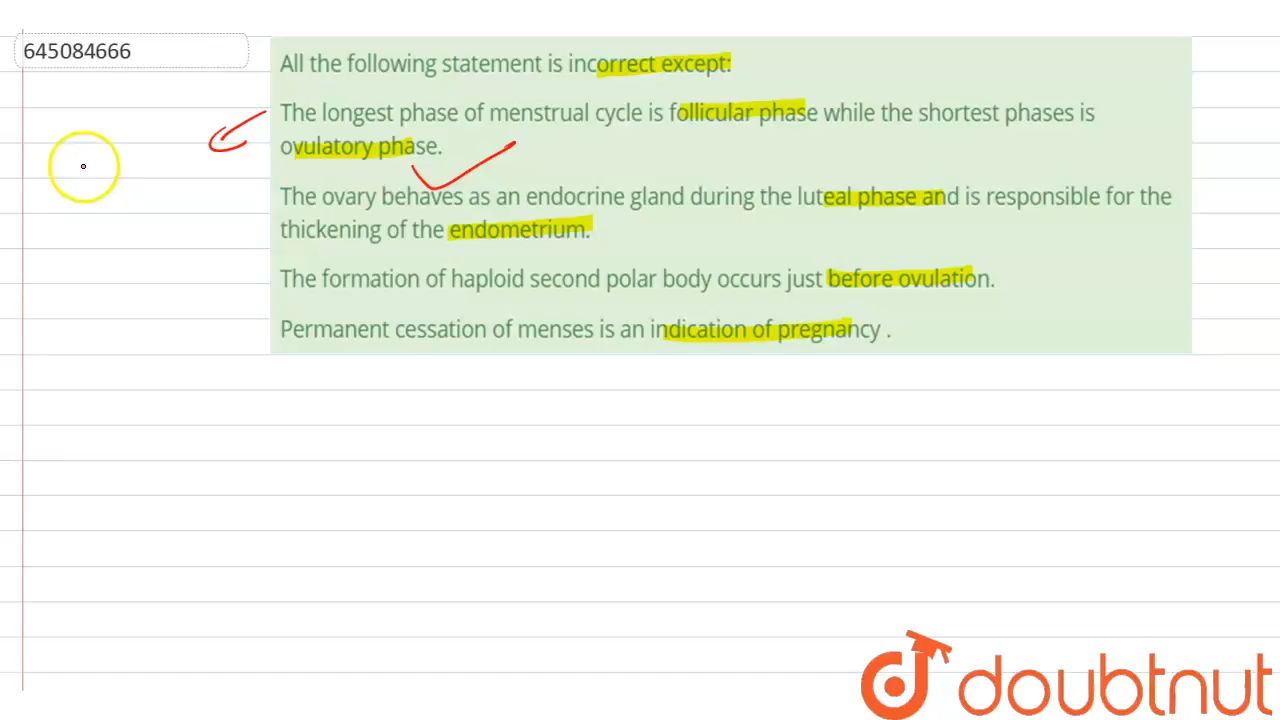 645084666
All the following statement is incorrect except:
The longest phase of menstrual cycle is follicular phase while the shortest phases is
ovulatory phase.
The ovary behaves as an endocrine gland during the luteal phase and is responsible for the
thickening of the endometrium.
The formation of haploid second polar body occurs just before ovulation.
Permanent cessation of menses is an indication of pregnancy .
doubtnut